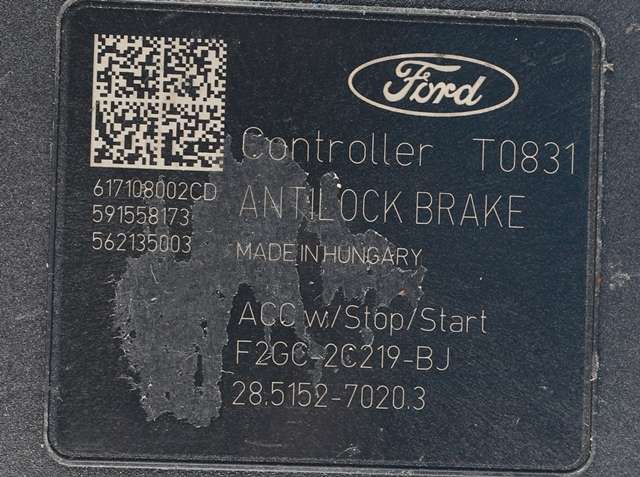 Ford
Controller T0831
617108002CD
591558173
562135003
ANTILOCK BRAKE
MADE IN HUNGARY
ACC w/Stop/Start
F2GC-2C219-BJ
28.5152-7020.3